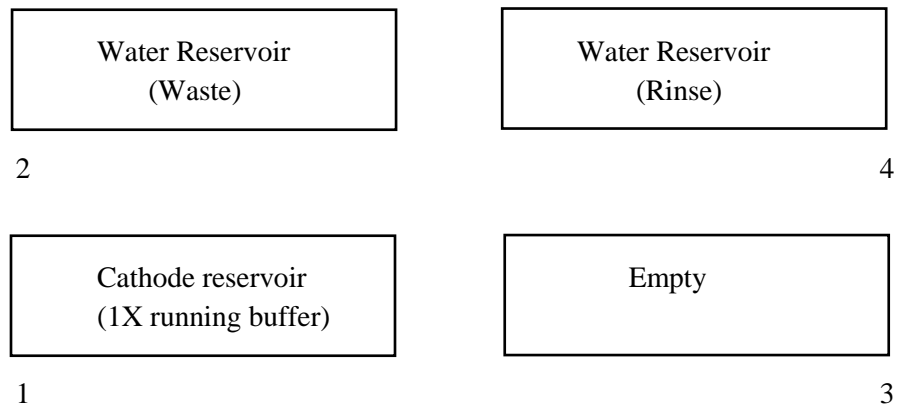 Water Reservoir
(Waste)
Water Reservoir
(Rinse)
2
4
Cathode reservoir
(1X running buffer)
Empty
1
3